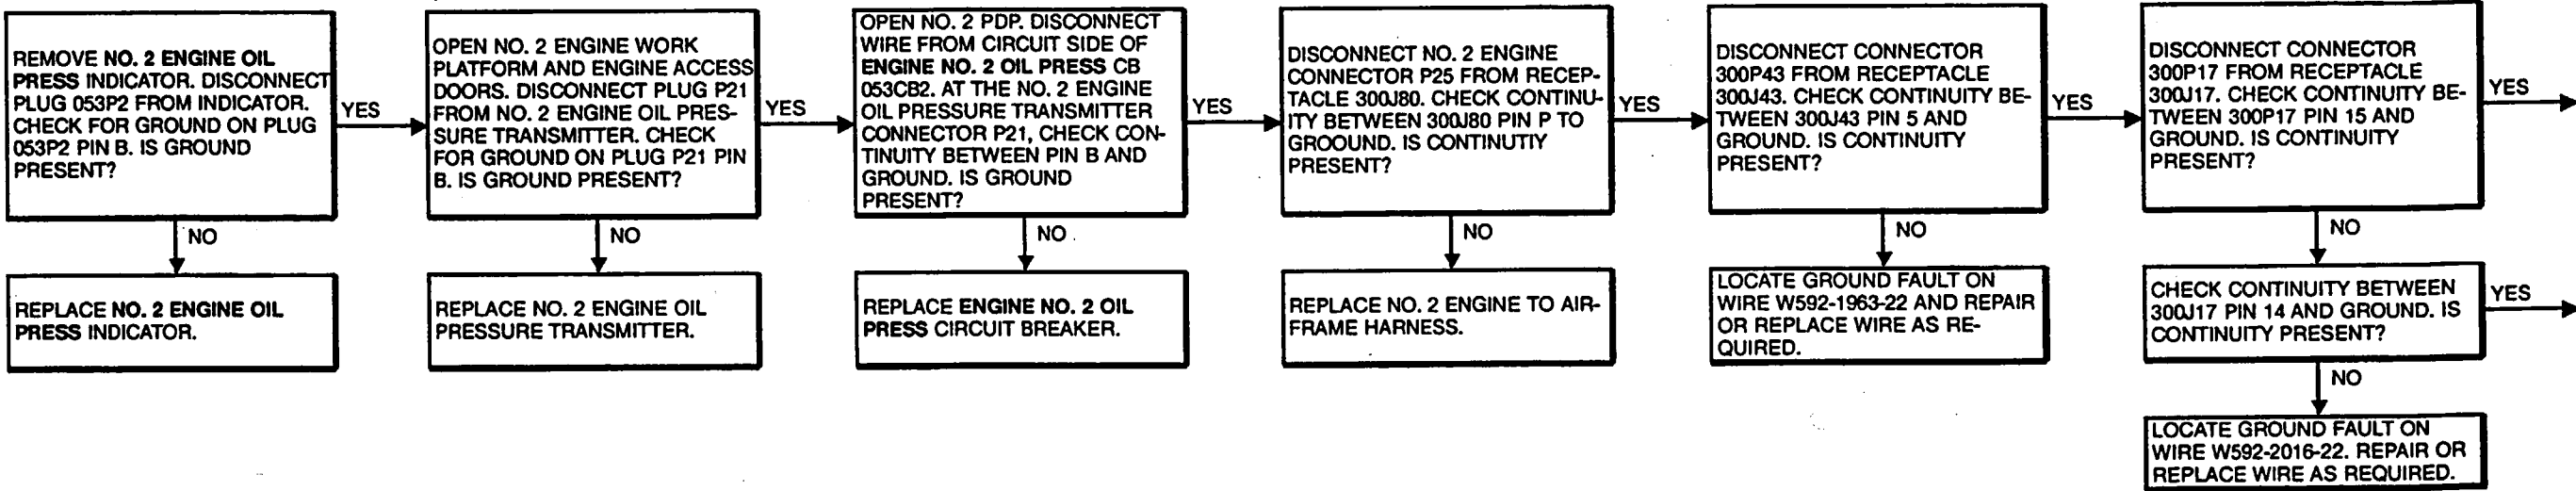 REMOVE NO. 2 ENGINE OIL
PRESS INDICATOR. DISCONNECT
PLUG 053P2 FROM INDICATOR.
CHECK FOR GROUND ON PLUG
053P2 PIN B. IS GROUND
PRESENT?
YES
NO
REPLACE NO. 2 ENGINE OIL
PRESS INDICATOR.
OPEN NO. 2 ENGINE WORK
PLATFORM AND ENGINE ACCESS
DOORS. DISCONNECT PLUG P21
FROM NO. 2 ENGINE OIL PRES-
SURE TRANSMITTER. CHECK
FOR GROUND ON PLUG P21 PIN
B. IS GROUND PRESENT?
YES
NO
REPLACE NO. 2 ENGINE OIL
PRESSURE TRANSMITTER.
OPEN NO. 2 PDP. DISCONNECT
WIRE FROM CIRCUIT SIDE OF
ENGINE NO. 2 OIL PRESS CB
053CB2. AT THE NO. 2 ENGINE
OIL PRESSURE TRANSMITTER
CONNECTOR P21, CHECK CON-
TINUITY BETWEEN PIN B AND
GROUND. IS GROUND
PRESENT?
YES
NO
REPLACE ENGINE NO. 2 OIL
PRESS CIRCUIT BREAKER.
DISCONNECT NO. 2 ENGINE
CONNECTOR P25 FROM RECEP-
TACLE 300J80. CHECK CONTINU-
ITY BETWEEN 300J80 PIN P TO
GROOUND. IS CONTINUTIY
PRESENT?
YES
NO
REPLACE NO. 2 ENGINE TO AIR-
FRAME HARNESS.
DISCONNECT CONNECTOR
300P43 FROM RECEPTACLE
300J43. CHECK CONTINUITY BE-
TWEEN 300J43 PIN 5 AND
GROUND. IS CONTINUITY
PRESENT?
YES
NO
LOCATE GROUND FAULT ON
WIRE W592-1963-22 AND REPAIR
OR REPLACE WIRE AS RE-
QUIRED.
DISCONNECT CONNECTOR
300P17 FROM RECEPTACLE
300J17. CHECK CONTINUITY BE-
TWEEN 300P17 PIN 15 AND
GROUND. IS CONTINUITY
PRESENT?
YES
NO
CHECK CONTINUITY BETWEEN
300J17 PIN 14 AND GROUND. IS
CONTINUITY PRESENT?
YES
NO
LOCATE GROUND FAULT ON
WIRE W592-2016-22. REPAIR OR
REPLACE WIRE AS REQUIRED.